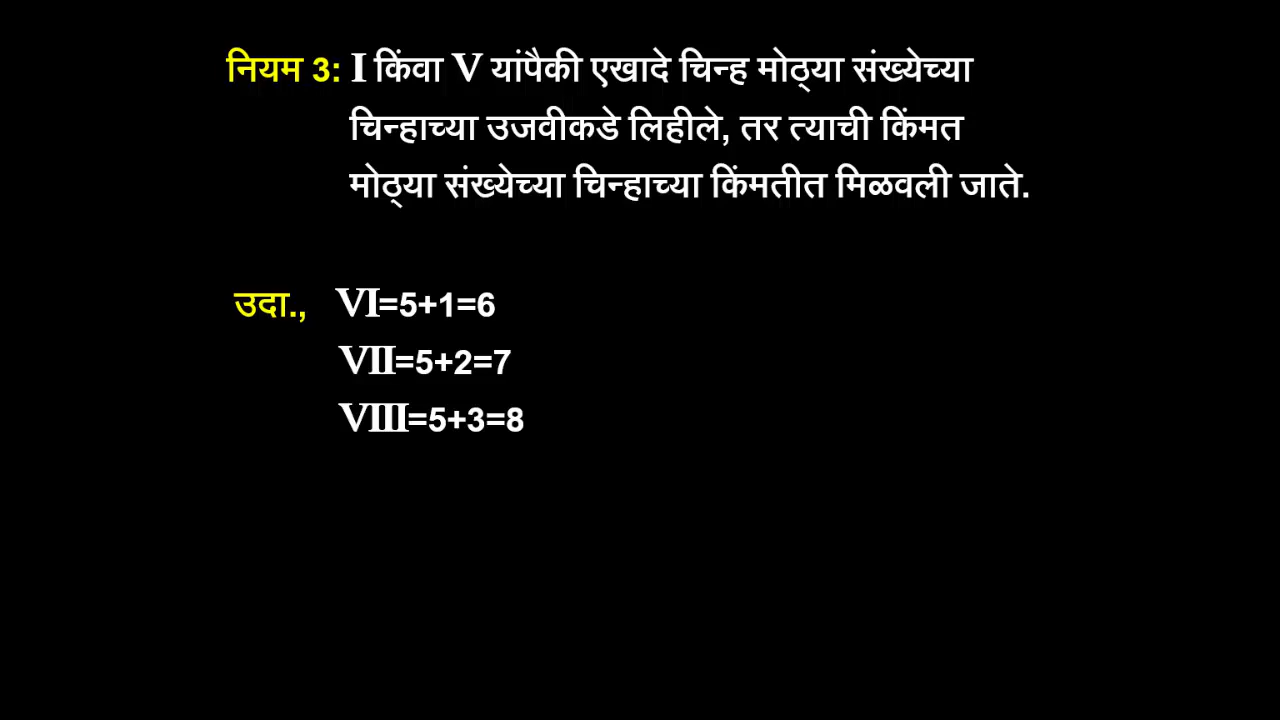 नियम 3: I किंवा V यांपैकी एखादे चिन्ह मोठ्या संख्येच्या
चिन्हाच्या उजवीकडे लिहीले, तर त्याची किंमत
मोठ्या संख्येच्या चिन्हाच्या किंमतीत मिळवली जाते.
उदा., VI=5+1=6
VII=5+2=7
VIII=5+3=8